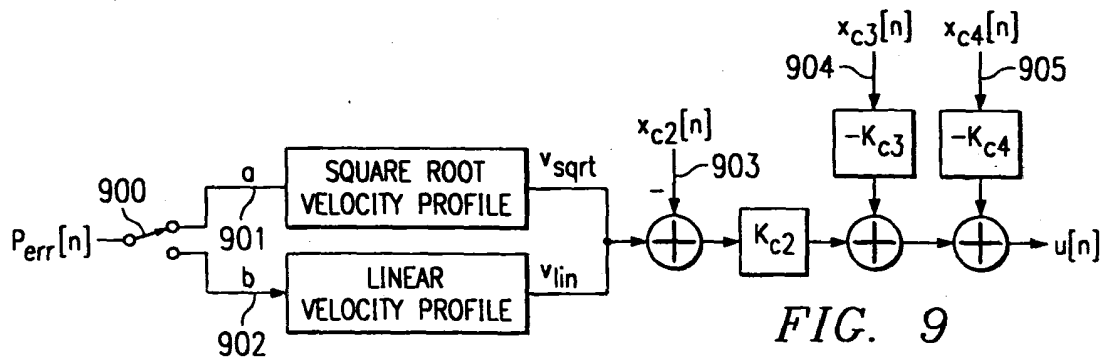 x_c3[n]
x_c4[n]
904
905
x_c2[n]
-K_c3
-K_c4
903
900
a
SQUARE ROOT
VELOCITY PROFILE
v_sqrt
−
P_err[n]
901
+
K_c2
+
+
u[n]
b
LINEAR
VELOCITY PROFILE
v_lin
902
FIG. 9